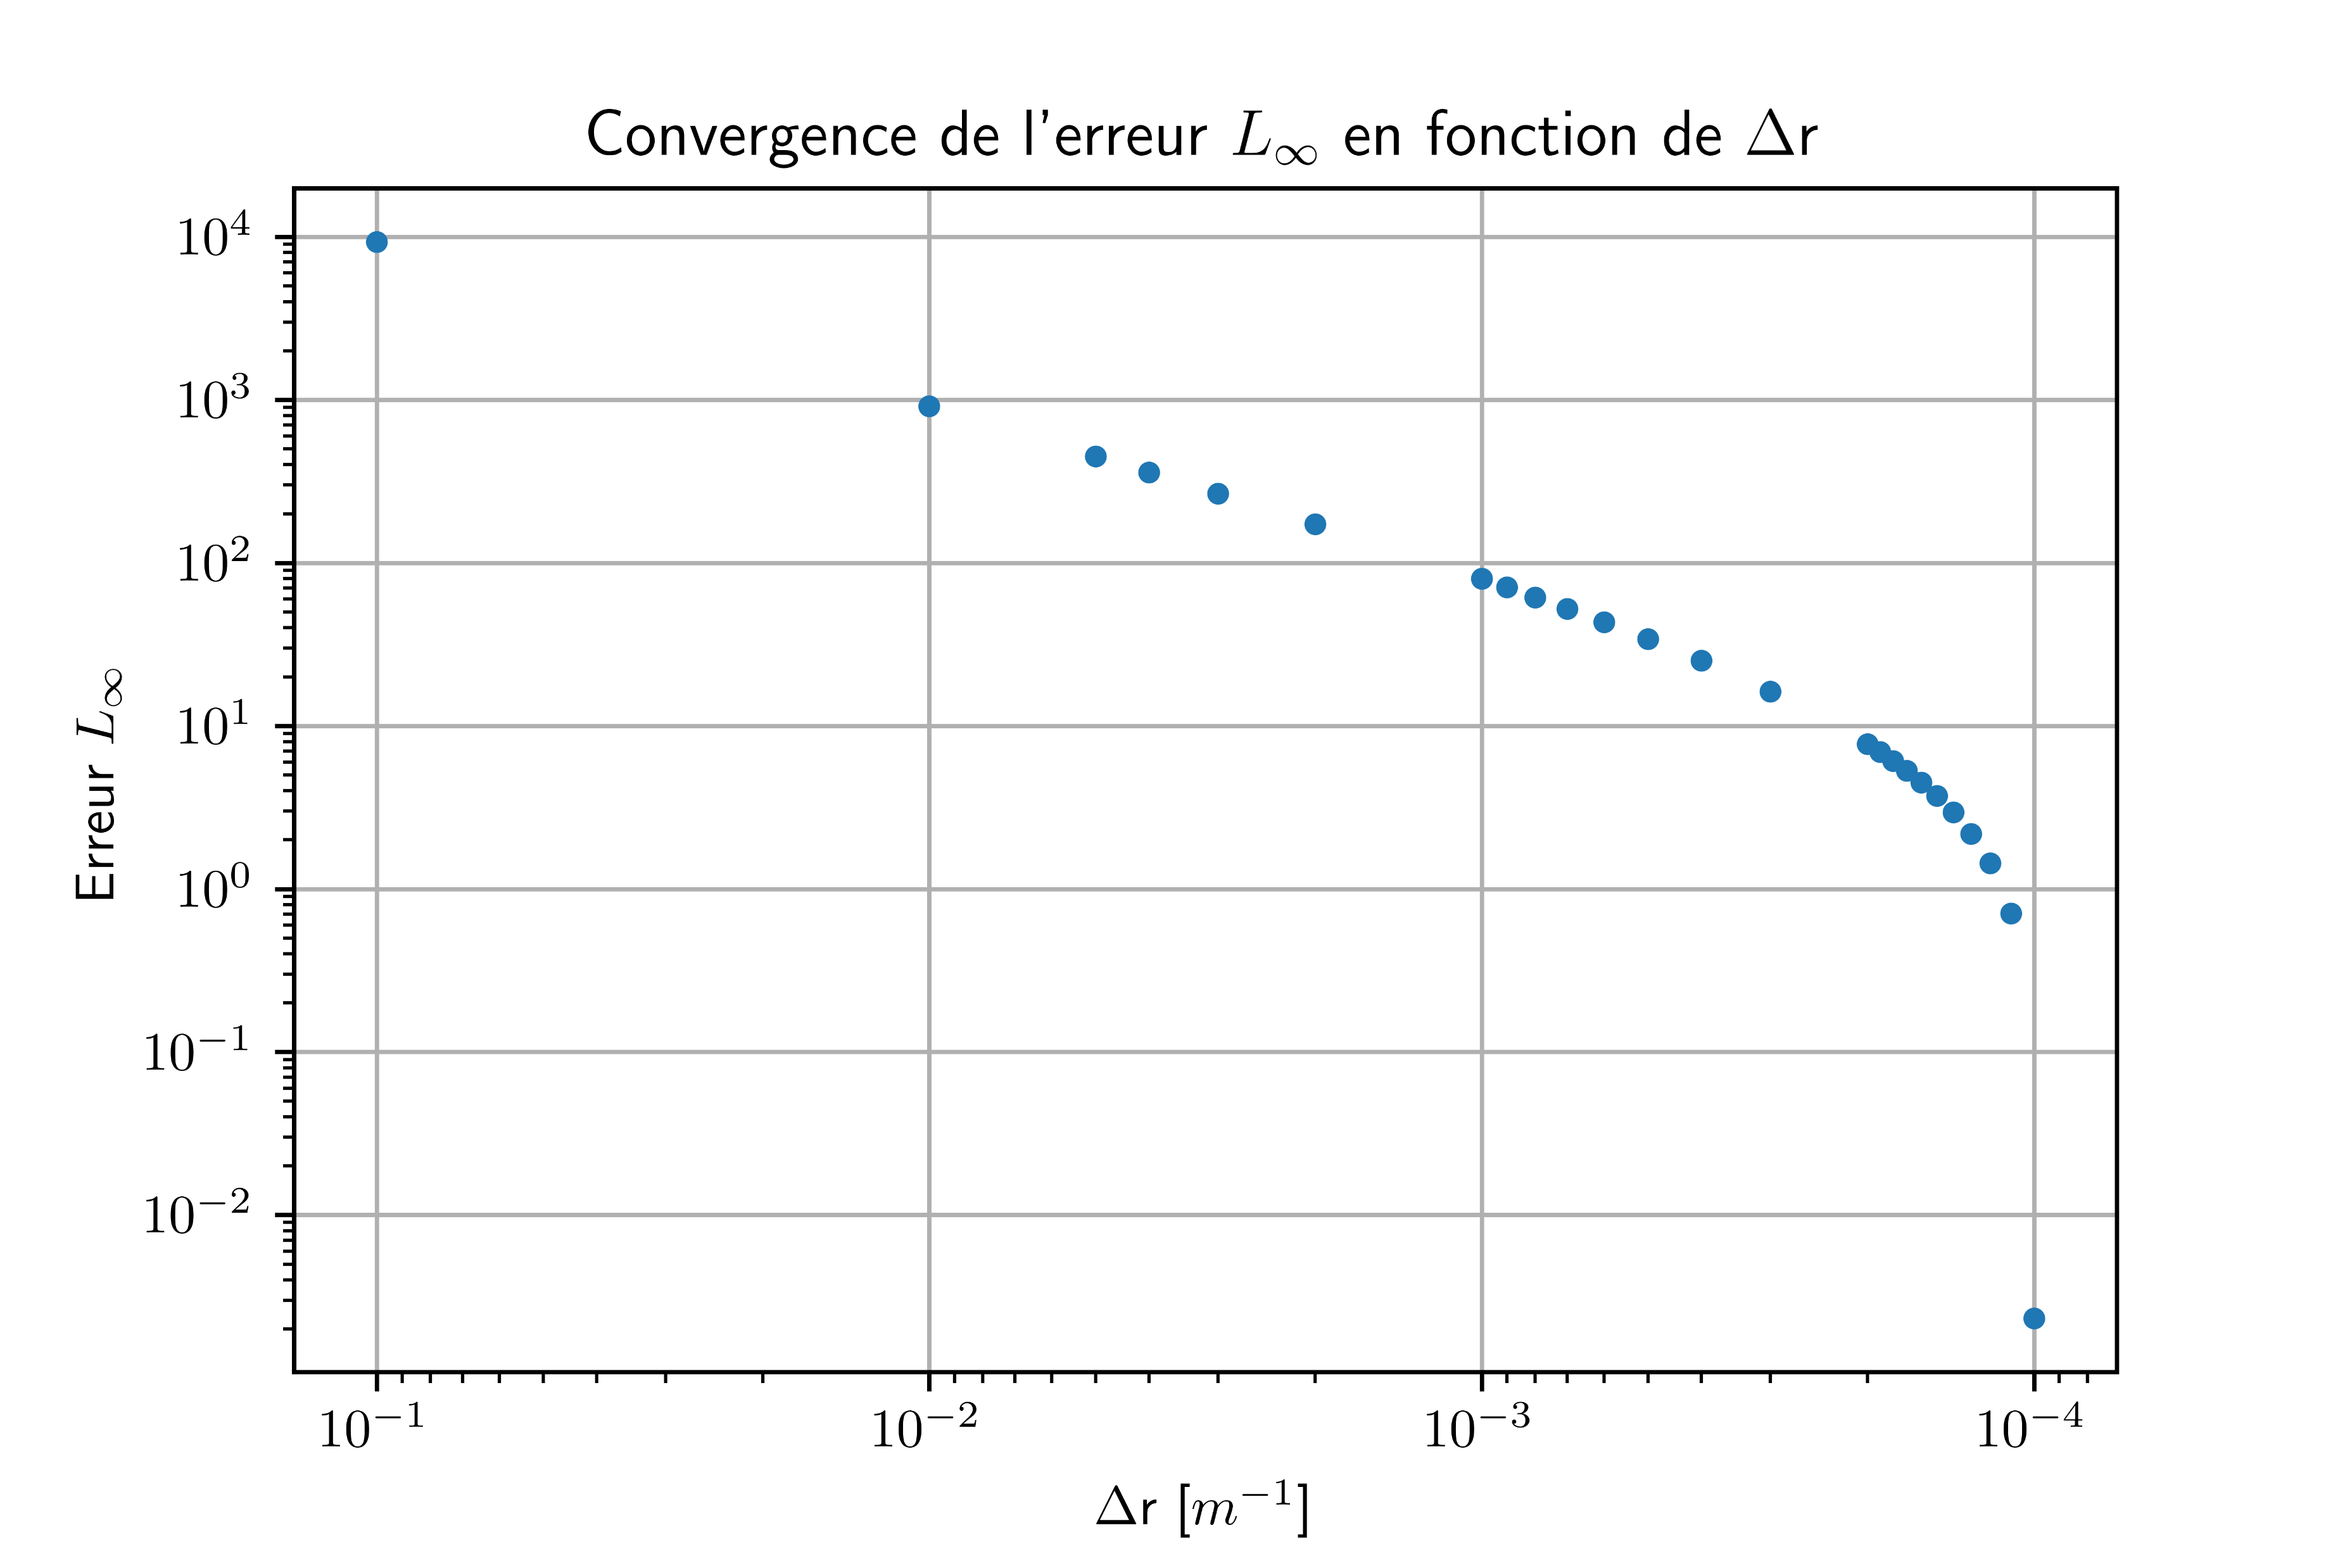 Convergence de l'erreur $L_\infty$ en fonction de Δr
Erreur $L_\infty$
$10^4$
$10^3$
$10^2$
$10^1$
$10^0$
$10^{-1}$
$10^{-2}$
$10^{-1}$ $10^{-2}$ $10^{-3}$ $10^{-4}$
Δr [$m^{-1}$]